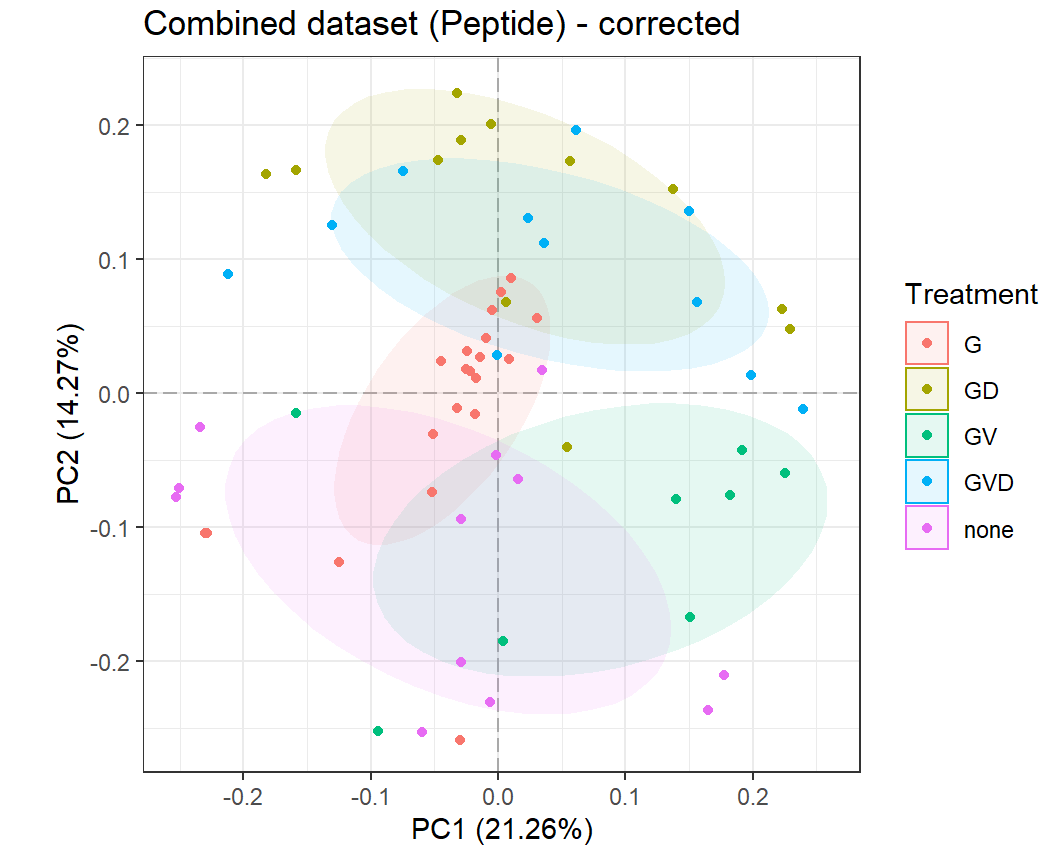 Combined dataset (Peptide) - corrected
0.2
0.1
0.0
-0.1
-0.2
PC2 (14.27%)
-0.2
-0.1
0.0
0.1
0.2
PC1 (21.26%)
Treatment
G
GD
GV
GVD
none